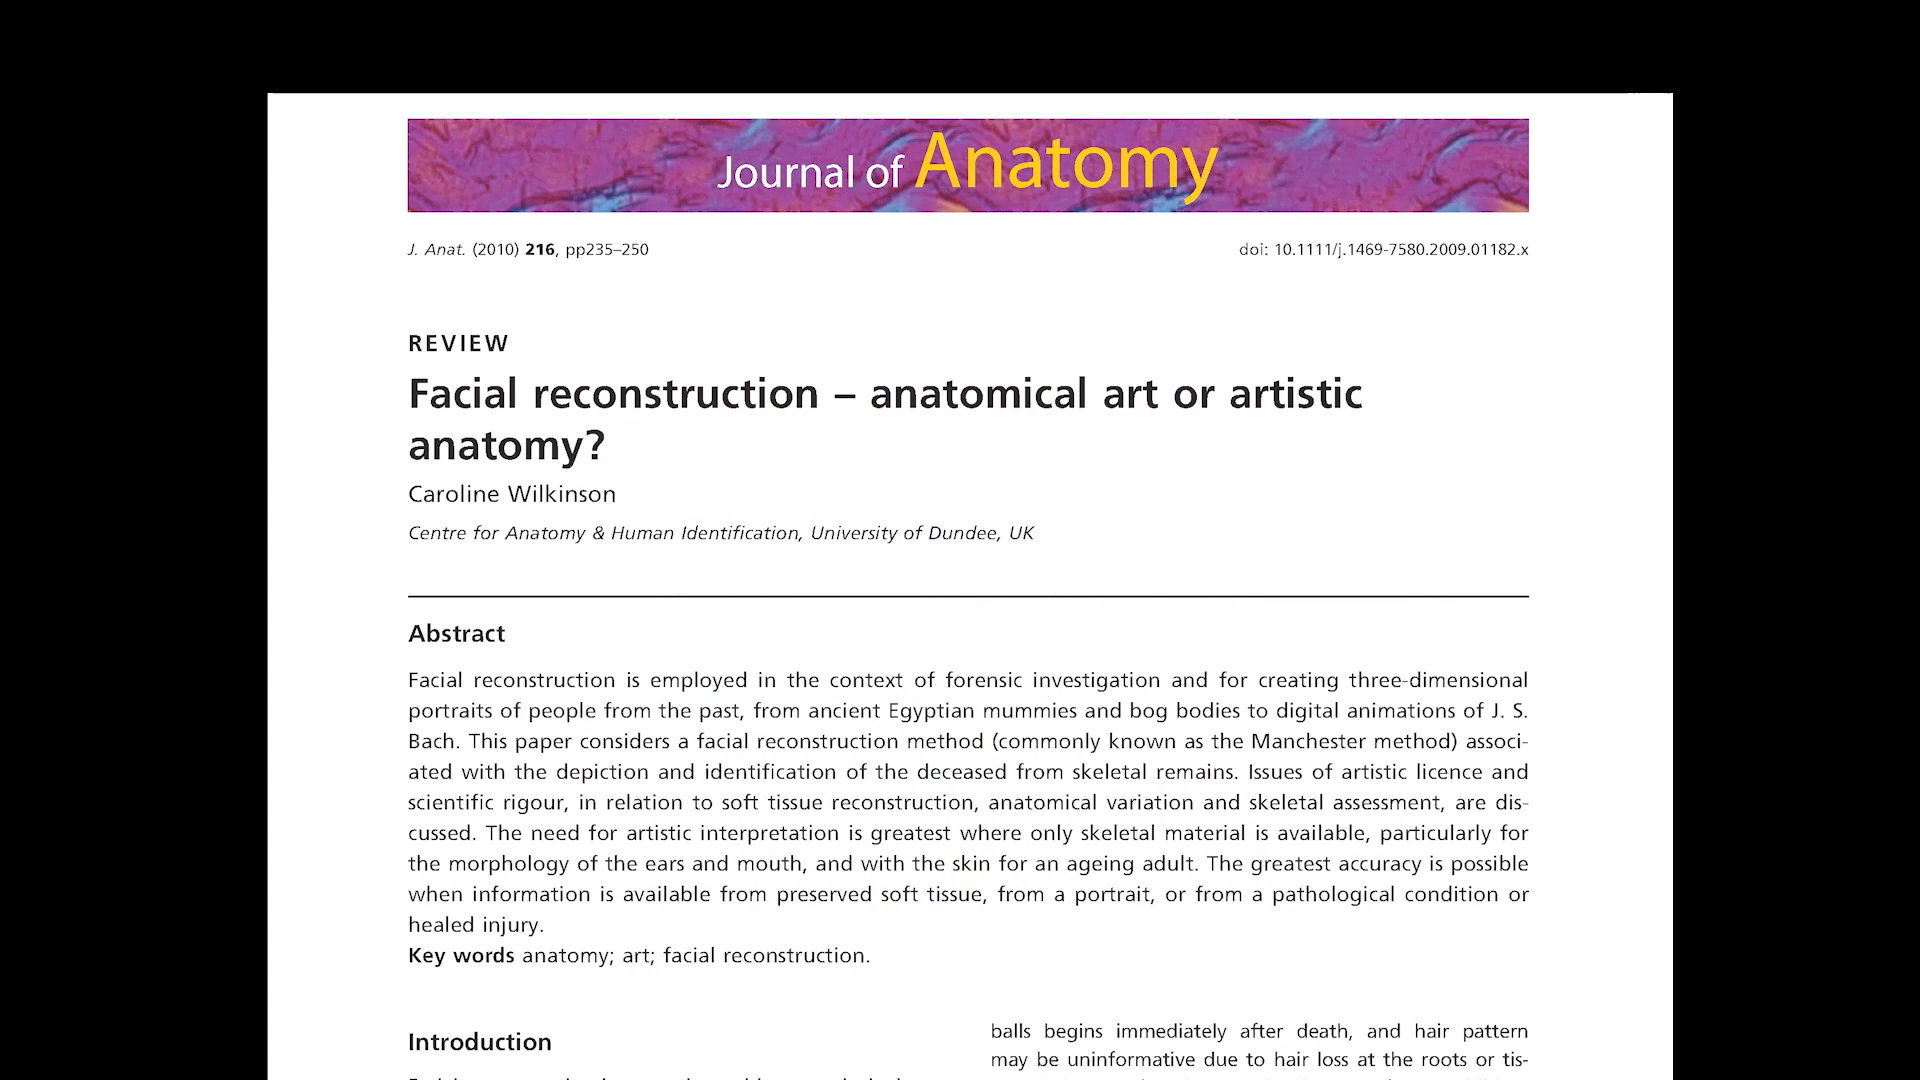 Journal of Anatomy
J. Anat. (2010) 216, pp235–250
doi: 10.1111/j.1469-7580.2009.01182.x
REVIEW
Facial reconstruction – anatomical art or artistic
anatomy?
Caroline Wilkinson
Centre for Anatomy & Human Identification, University of Dundee, UK
Abstract
Facial reconstruction is employed in the context of forensic investigation and for creating three-dimensional
portraits of people from the past, from ancient Egyptian mummies and bog bodies to digital animations of J. S.
Bach. This paper considers a facial reconstruction method (commonly known as the Manchester method) associ-
ated with the depiction and identification of the deceased from skeletal remains. Issues of artistic licence and
scientific rigour, in relation to soft tissue reconstruction, anatomical variation and skeletal assessment, are dis-
cussed. The need for artistic interpretation is greatest where only skeletal material is available, particularly for
the morphology of the ears and mouth, and with the skin for an ageing adult. The greatest accuracy is possible
when information is available from preserved soft tissue, from a portrait, or from a pathological condition or
healed injury.
Key words anatomy; art; facial reconstruction.
Introduction
balls begins immediately after death, and hair pattern
may be uninformative due to hair loss at the roots or tis-